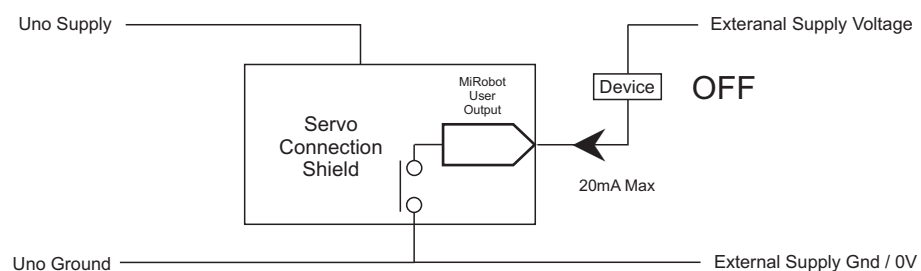 Uno Supply
Exteranal Supply Voltage
MiRobot
User
Output
Device
OFF
Servo
Connection
Shield
20mA Max
Uno Ground
External Supply Gnd / 0V